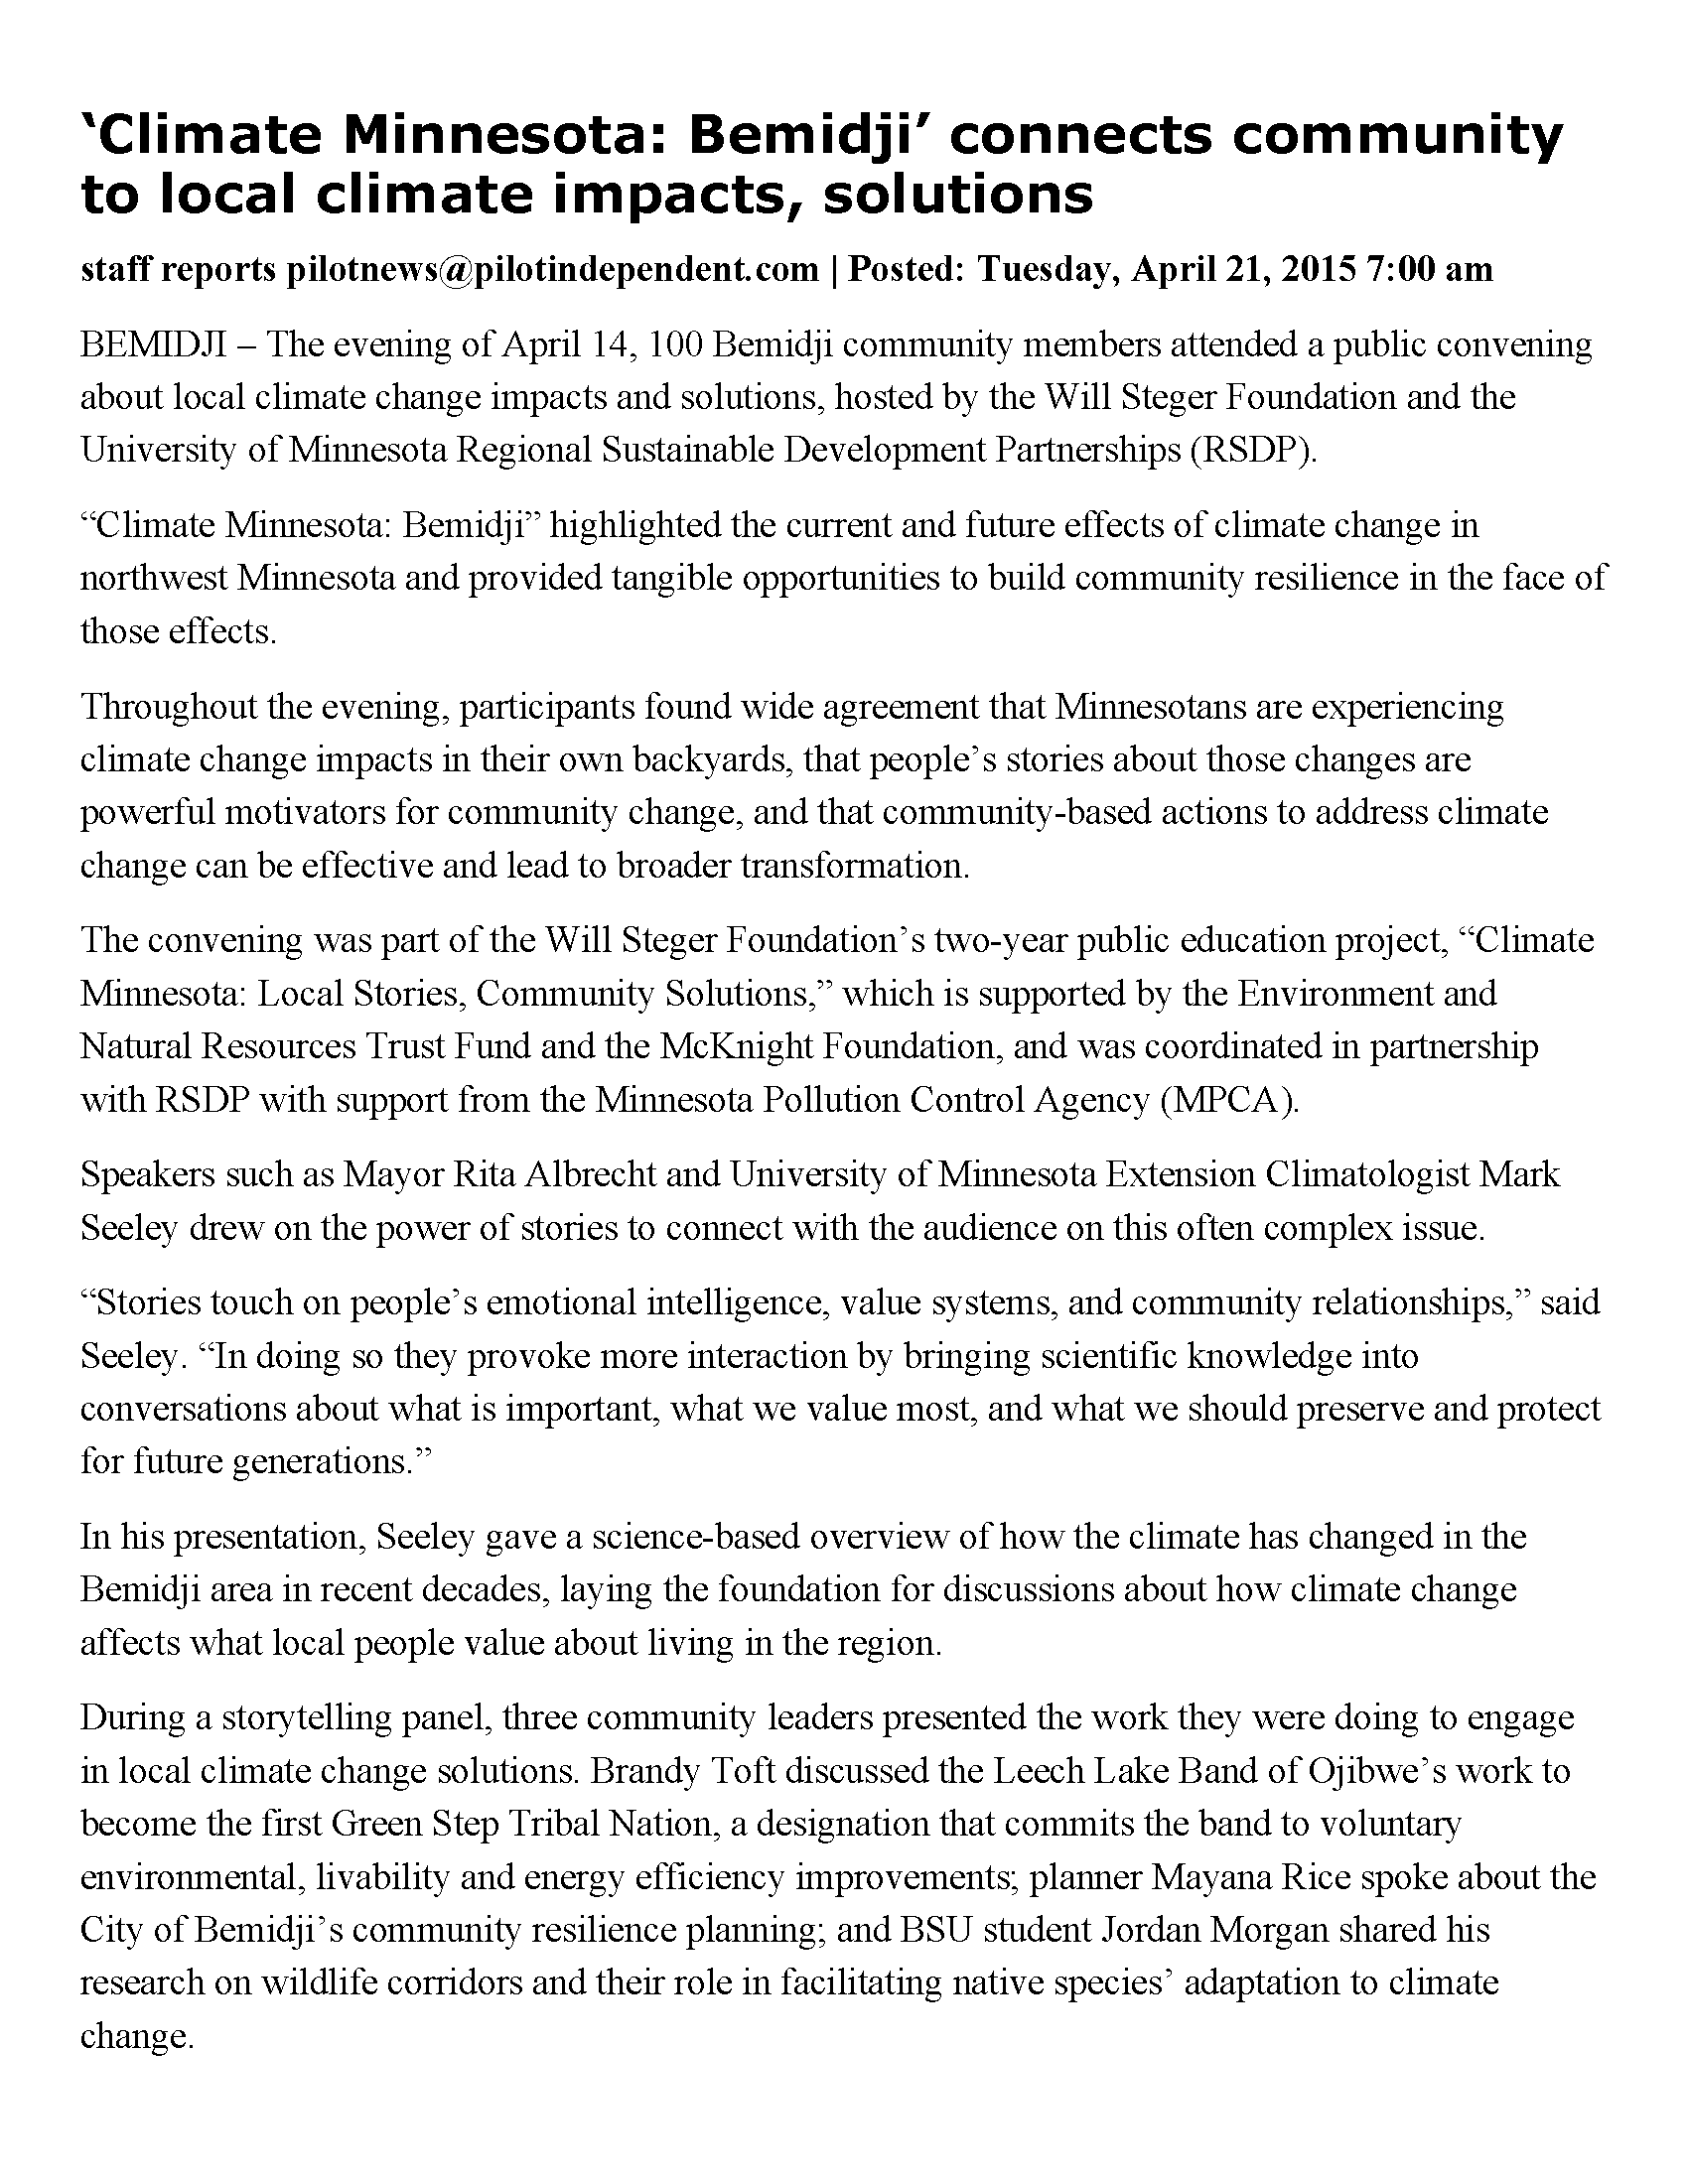 ‘Climate Minnesota: Bemidji’ connects community
to local climate impacts, solutions
staff reports pilotnews@pilotindependent.com | Posted: Tuesday, April 21, 2015 7:00 am
BEMIDJI – The evening of April 14, 100 Bemidji community members attended a public convening
about local climate change impacts and solutions, hosted by the Will Steger Foundation and the
University of Minnesota Regional Sustainable Development Partnerships (RSDP).
“Climate Minnesota: Bemidji” highlighted the current and future effects of climate change in
northwest Minnesota and provided tangible opportunities to build community resilience in the face of
those effects.
Throughout the evening, participants found wide agreement that Minnesotans are experiencing
climate change impacts in their own backyards, that people’s stories about those changes are
powerful motivators for community change, and that community-based actions to address climate
change can be effective and lead to broader transformation.
The convening was part of the Will Steger Foundation’s two-year public education project, “Climate
Minnesota: Local Stories, Community Solutions,” which is supported by the Environment and
Natural Resources Trust Fund and the McKnight Foundation, and was coordinated in partnership
with RSDP with support from the Minnesota Pollution Control Agency (MPCA).
Speakers such as Mayor Rita Albrecht and University of Minnesota Extension Climatologist Mark
Seeley drew on the power of stories to connect with the audience on this often complex issue.
“Stories touch on people’s emotional intelligence, value systems, and community relationships,” said
Seeley. “In doing so they provoke more interaction by bringing scientific knowledge into
conversations about what is important, what we value most, and what we should preserve and protect
for future generations.”
In his presentation, Seeley gave a science-based overview of how the climate has changed in the
Bemidji area in recent decades, laying the foundation for discussions about how climate change
affects what local people value about living in the region.
During a storytelling panel, three community leaders presented the work they were doing to engage
in local climate change solutions. Brandy Toft discussed the Leech Lake Band of Ojibwe’s work to
become the first Green Step Tribal Nation, a designation that commits the band to voluntary
environmental, livability and energy efficiency improvements; planner Mayana Rice spoke about the
City of Bemidji’s community resilience planning; and BSU student Jordan Morgan shared his
research on wildlife corridors and their role in facilitating native species’ adaptation to climate
change.